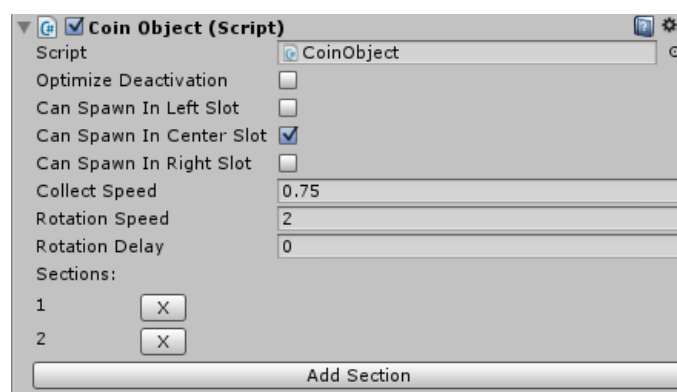 Coin Object (Script)
Script CoinObject
Optimize Deactivation
Can Spawn In Left Slot
Can Spawn In Center Slot
Can Spawn In Right Slot
Collect Speed 0.75
Rotation Speed 2
Rotation Delay 0
Sections:
1 X
2 X
Add Section